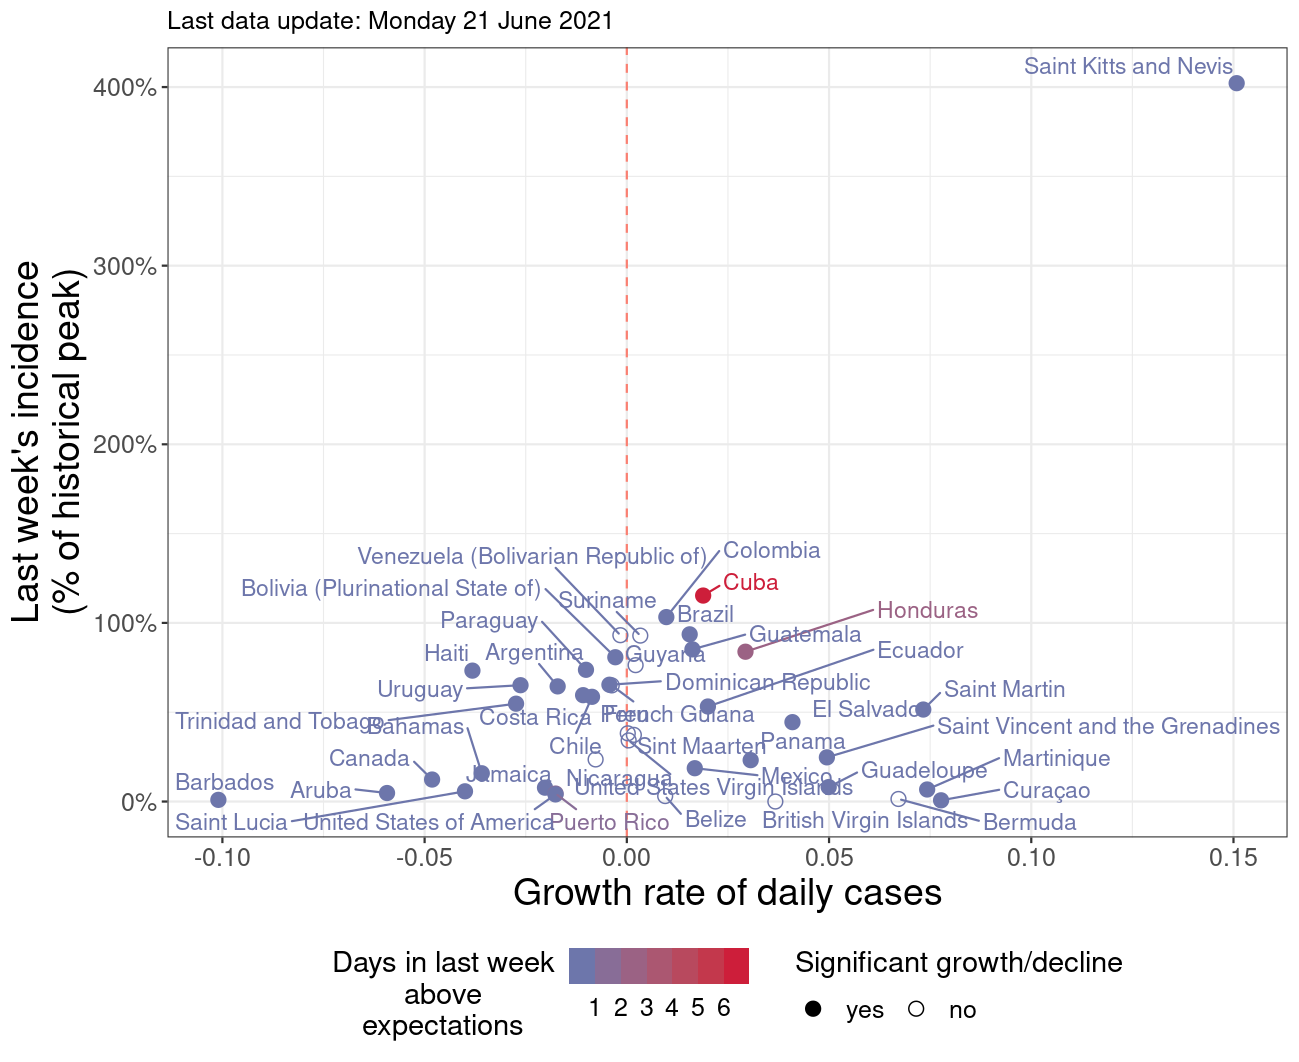 Last data update: Monday 21 June 2021
Last week's incidence
(% of historical peak)
400%
300%
200%
100%
0%
Saint Kitts and Nevis
Venezuela (Bolivarian Republic of)
Colombia
Bolivia (Plurinational State of)
Cuba
Suriname
Brazil
Honduras
Paraguay
Guatemala
Haiti
Argentina
Guyana
Ecuador
Uruguay
Dominican Republic
Saint Martin
Trinidad and Tobago
Costa Rica
Peru
French Guiana
El Salvador
Bahamas
Saint Vincent and the Grenadines
Chile
Sint Maarten
Panama
Canada
Martinique
Barbados
Jamaica
Nicaragua
Mexico
Guadeloupe
Aruba
United States Virgin Islands
Curaçao
Saint Lucia
United States of America
Puerto Rico
Belize
British Virgin Islands
Bermuda
-0.10
-0.05
0.00
0.05
0.10
0.15
Growth rate of daily cases
Days in last week
above
expectations
1 2 3 4 5 6
Significant growth/decline
yes
no